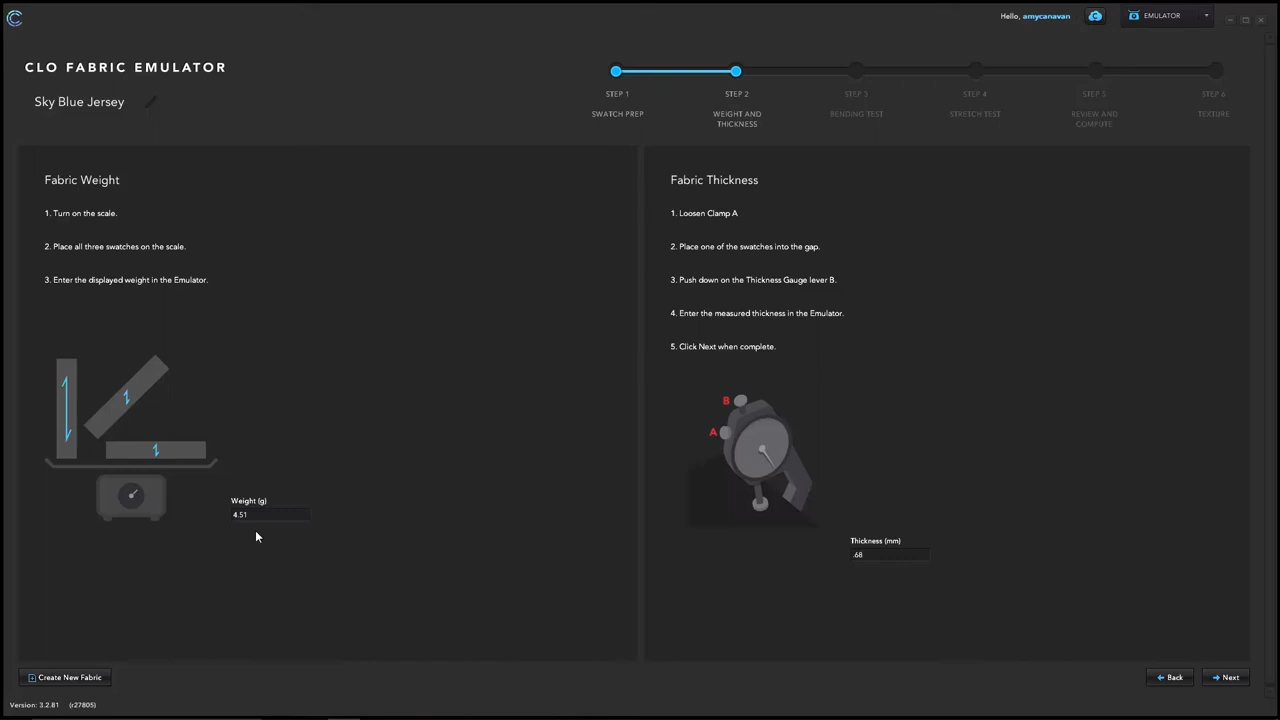 Hello, amycanavan
EMULATOR
CLO FABRIC EMULATOR
Sky Blue Jersey
STEP 1
SWATCH PREP
STEP 2
WEIGHT AND
THICKNESS
STEP 3
BENDING TEST
STEP 4
STRETCH TEST
STEP 5
REVIEW AND
COMPUTE
STEP 6
TEXTURE
Fabric Weight
1. Turn on the scale.
2. Place all three swatches on the scale.
3. Enter the displayed weight in the Emulator.
Weight (g)
4.51
Fabric Thickness
1. Loosen Clamp A
2. Place one of the swatches into the gap.
3. Push down on the Thickness Gauge lever B.
4. Enter the measured thickness in the Emulator.
5. Click Next when complete.
B
A
Thickness (mm)
.68
Create New Fabric
Back
Next
Version: 3.2.81 (r27805)